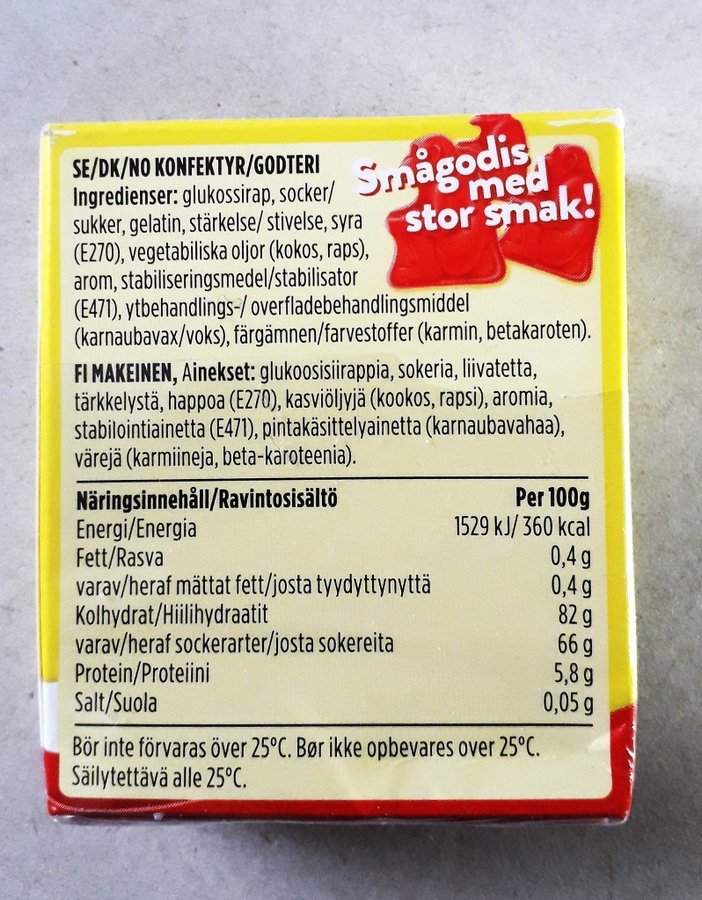 SE/DK/NO KONFEKTYR/GODTERI
Ingredienser: glukossirap, socker/
sukker, gelatin, stärkelse/ stivelse, syra
(E270), vegetabiliska oljor (kokos, raps),
arom, stabiliseringsmedel/stabilisator
(E471), ytbehandlings-/ overfladebehandlingsmiddel
(karnaubavax/voks), färgämnen/farvestoffer (karmin, betakaroten).
Smågodis
med
stor smak!
FI MAKEINEN, Ainekset: glukoosisiirappia, sokeria, liivatetta,
tärkkelystä, happoa (E270), kasviöljyjä (kookos, rapsi), aromia,
stabilointiainetta (E471), pintakäsittelyainetta (karnaubavahaa),
värejä (karmiineja, beta-karoteenia).
Näringsinnehåll/Ravintosisältö Per 100g
Energi/Energia 1529 kJ/ 360 kcal
Fett/Rasva 0,4 g
varav/heraf mättat fett/josta tyydyttynyttä 0,4 g
Kolhydrat/Hiilihydraatit 82 g
varav/heraf sockerarter/josta sokereita 66 g
Protein/Proteiini 5,8 g
Salt/Suola 0,05 g
Bör inte förvaras över 25°C. Bør ikke opbevares over 25°C.
Säilytettävä alle 25°C.